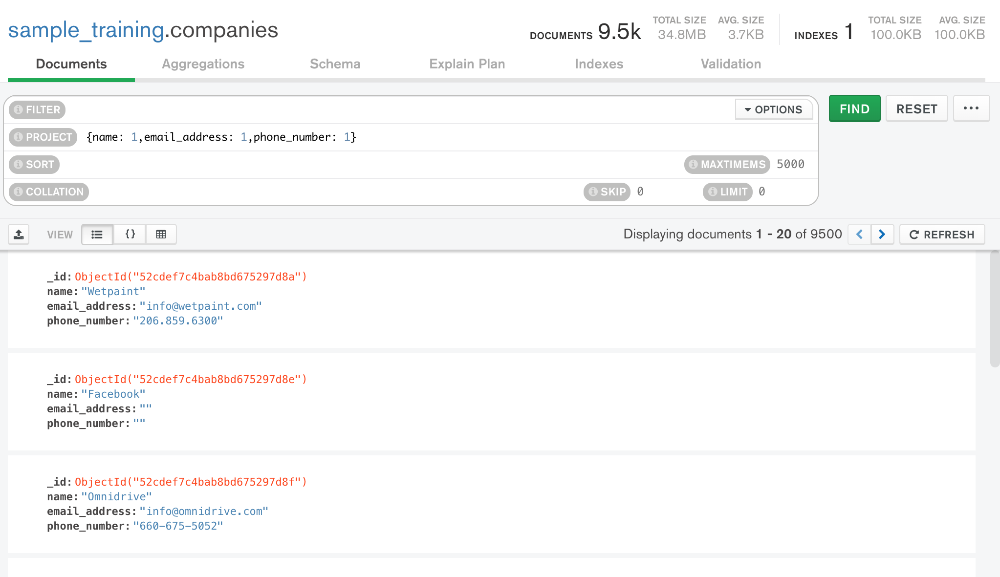 sample_training.companies
DOCUMENTS 9.5k TOTAL SIZE 34.8MB AVG. SIZE 3.7KB INDEXES 1 TOTAL SIZE 100.0KB AVG. SIZE 100.0KB
Documents Aggregations Schema Explain Plan Indexes Validation
FILTER OPTIONS FIND RESET ...
PROJECT {name: 1,email_address: 1,phone_number: 1}
SORT MAXTIMEMS 5000
COLLATION SKIP 0 LIMIT 0
VIEW {} Displaying documents 1 - 20 of 9500 REFRESH
_id: ObjectId("52cdef7c4bab8bd675297d8a")
name: "Wetpaint"
email_address: "info@wetpaint.com"
phone_number: "206.859.6300"
_id: ObjectId("52cdef7c4bab8bd675297d8e")
name: "Facebook"
email_address: ""
phone_number: ""
_id: ObjectId("52cdef7c4bab8bd675297d8f")
name: "Omnidrive"
email_address: "info@omnidrive.com"
phone_number: "660-675-5052"